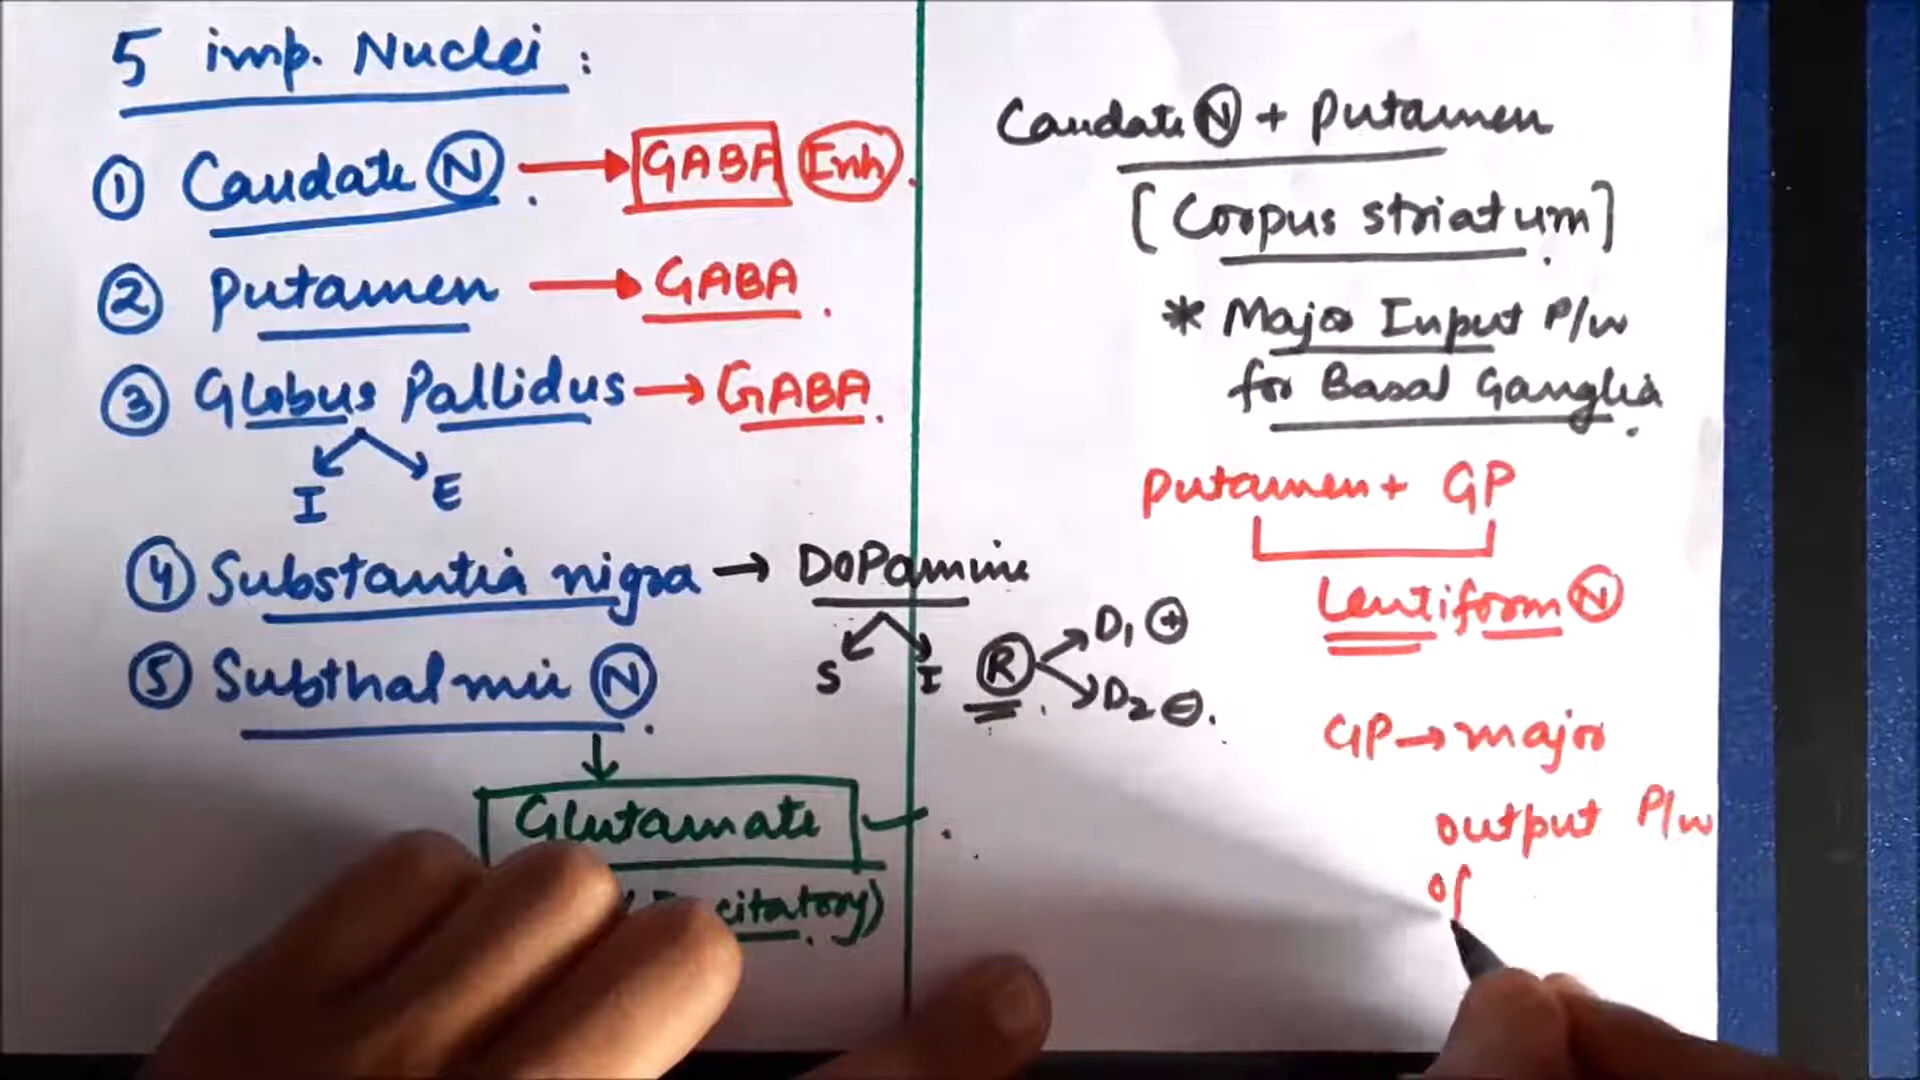 5 imp. Nuclei :
① Caudate Ⓝ. → GABA Inh.
② Putamen → GABA.
③ Globus Pallidus → GABA.
I E
④ Substantia nigra → DOPamine
S I
⑤ Subthalmic Ⓝ.
Glutamate
citatory).
R. D1 ⊕
D2 ⊖.
Caudate Ⓝ + Putamen
[Corpus striatum]
* Major Input P/w
for Basal Ganglia.
Putamen + GP
Lentiform Ⓝ
GP → major
output P/w
of